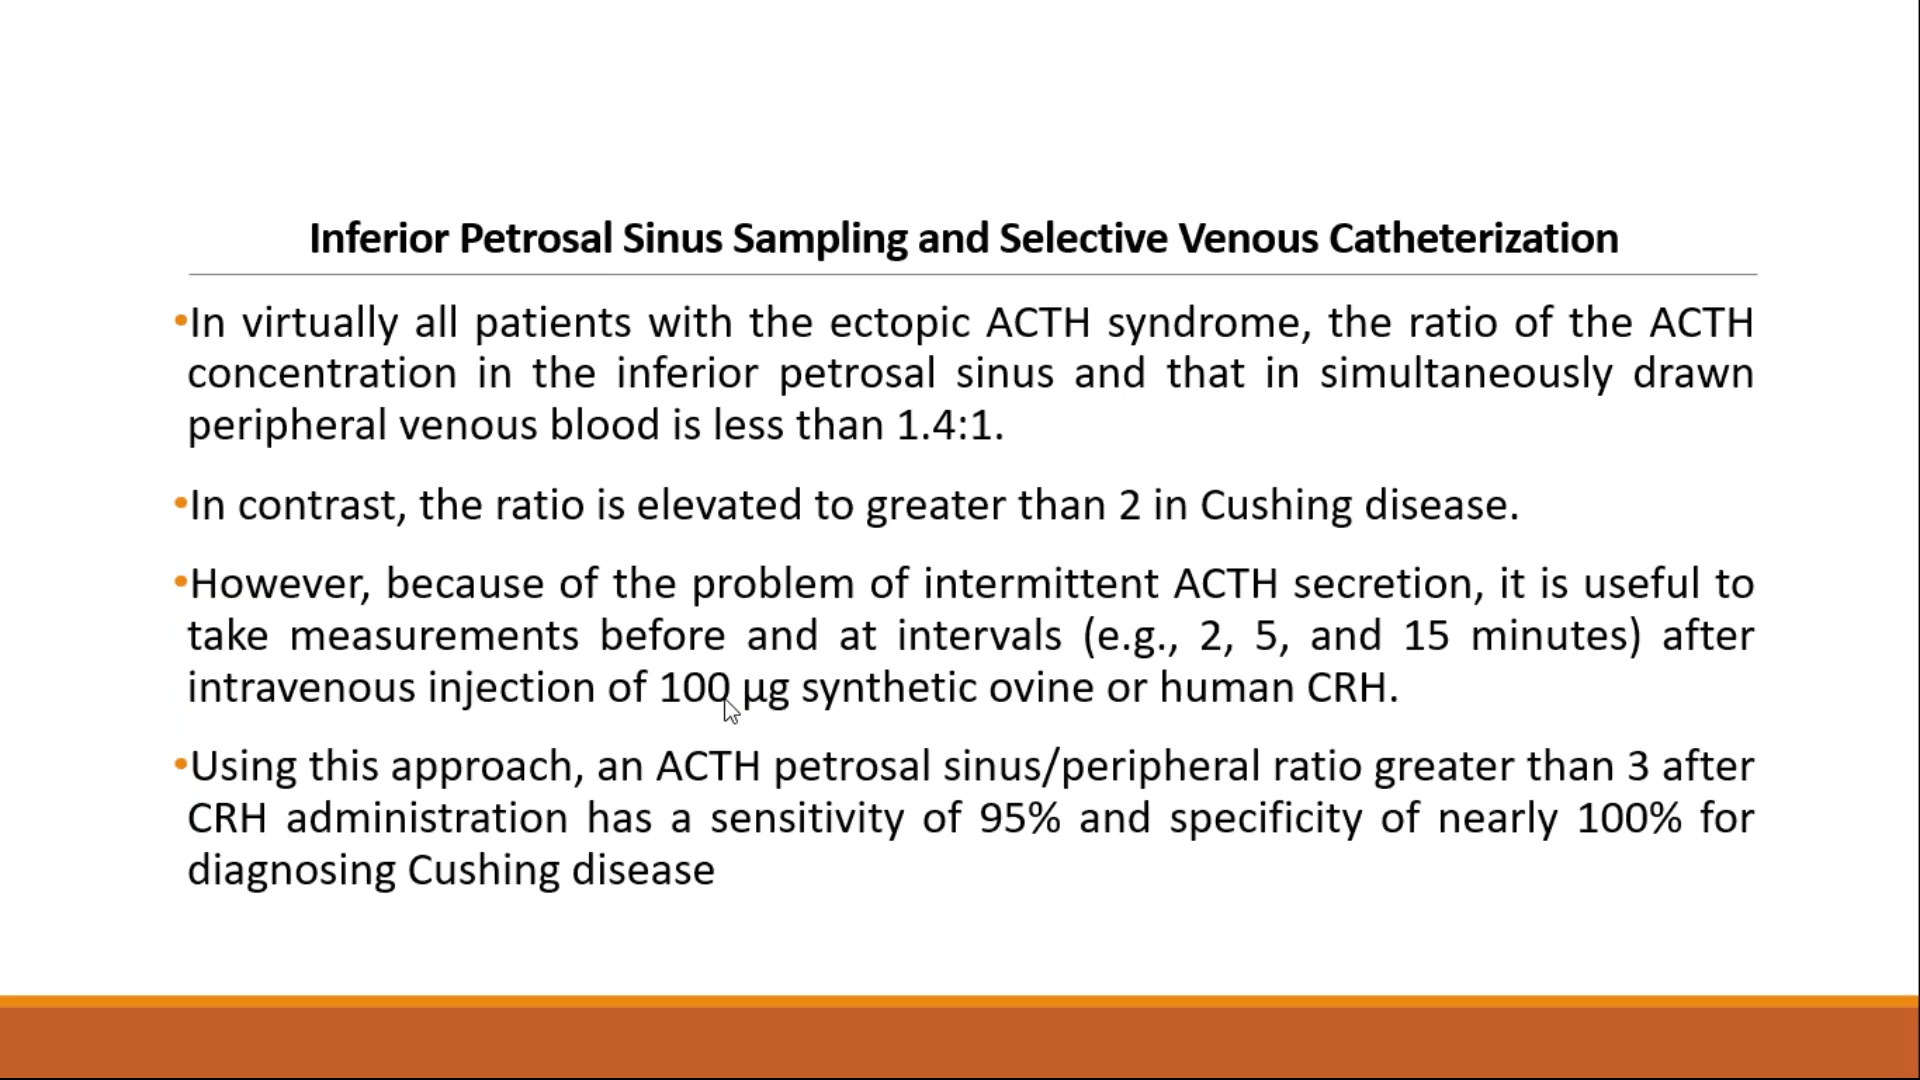 Inferior Petrosal Sinus Sampling and Selective Venous Catheterization
•In virtually all patients with the ectopic ACTH syndrome, the ratio of the ACTH
concentration in the inferior petrosal sinus and that in simultaneously drawn
peripheral venous blood is less than 1.4:1.
•In contrast, the ratio is elevated to greater than 2 in Cushing disease.
•However, because of the problem of intermittent ACTH secretion, it is useful to
take measurements before and at intervals (e.g., 2, 5, and 15 minutes) after
intravenous injection of 100 µg synthetic ovine or human CRH.
•Using this approach, an ACTH petrosal sinus/peripheral ratio greater than 3 after
CRH administration has a sensitivity of 95% and specificity of nearly 100% for
diagnosing Cushing disease